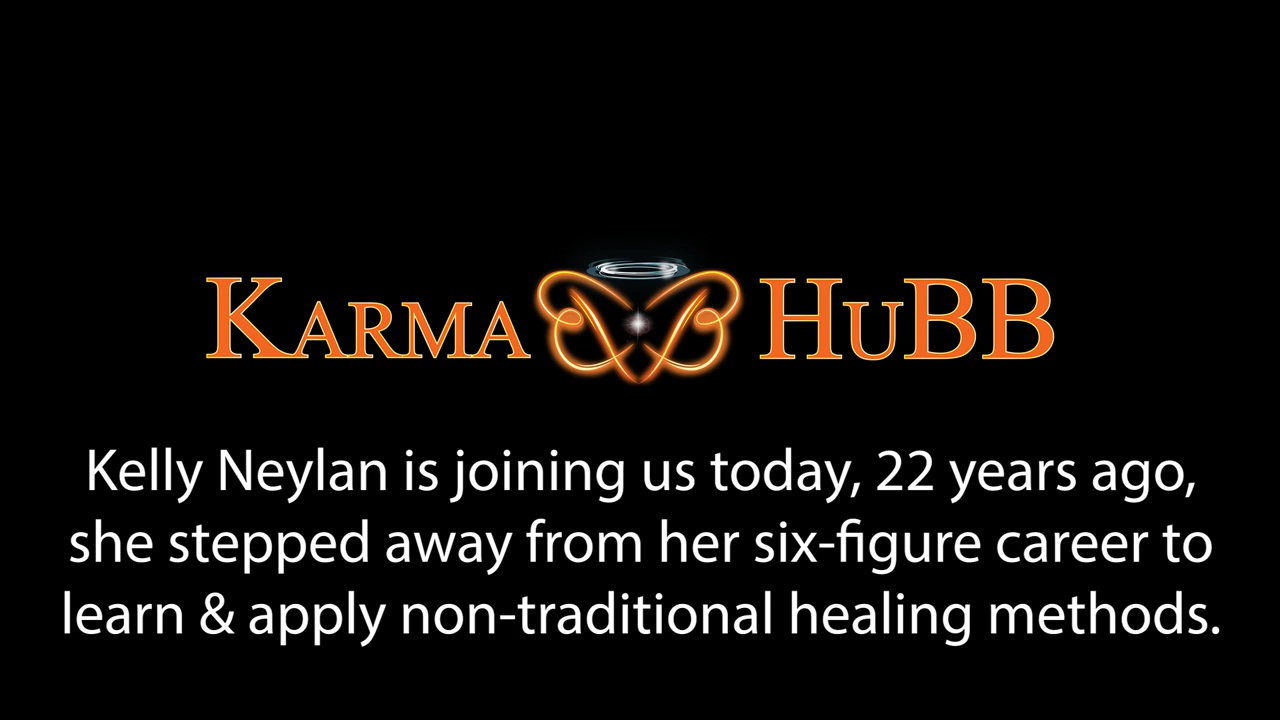 KARMA HUBB
Kelly Neylan is joining us today, 22 years ago,
she stepped away from her six-figure career to
learn & apply non-traditional healing methods.